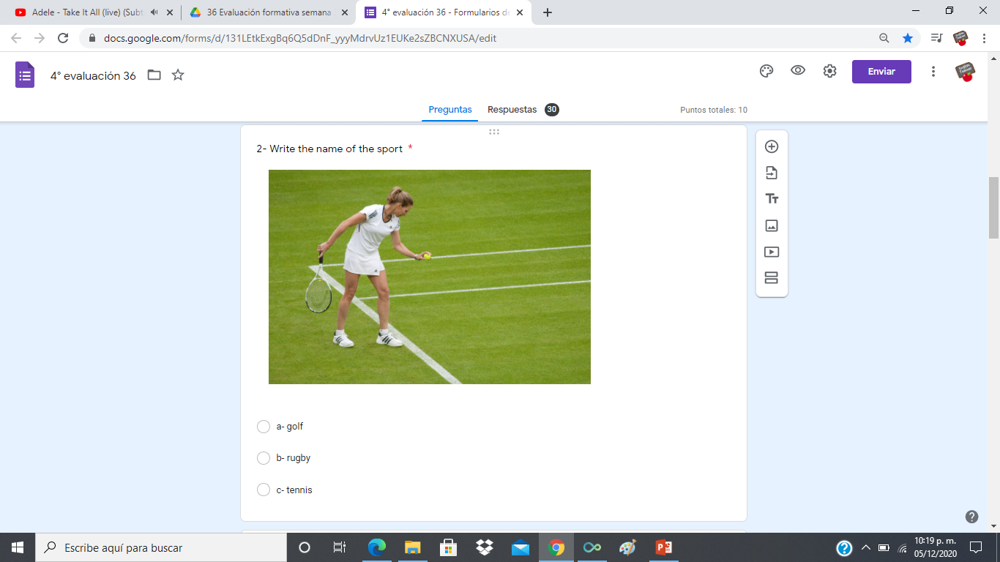 Adele - Take It All (live) (Subt
36 Evaluación formativa semana
4° evaluación 36 - Formularios de
docs.google.com/forms/d/131LEtkExgBq6Q5dDnF_yyyMdrvUz1EUKe2sZBCNXUSA/edit
4° evaluación 36
Enviar
Preguntas
Respuestas 30
Puntos totales: 10
2- Write the name of the sport *
a- golf
b- rugby
c- tennis
Escribe aquí para buscar
10:19 p. m.
05/12/2020